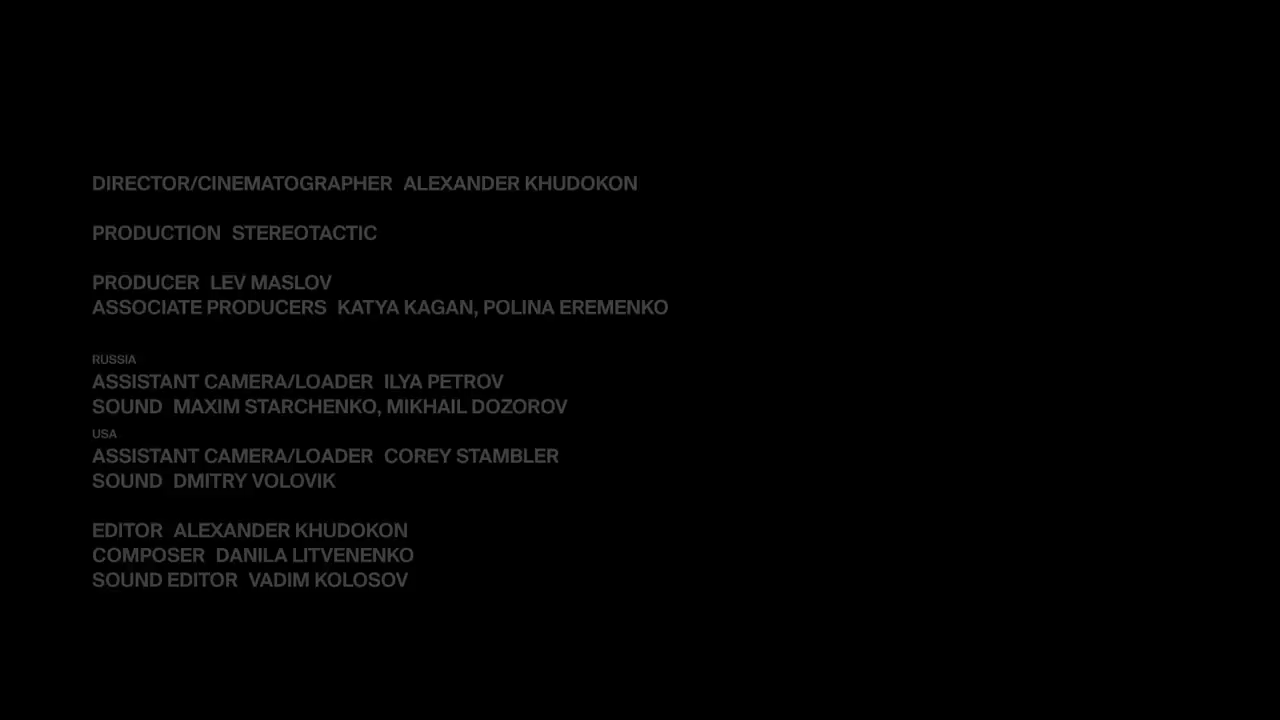 DIRECTOR/CINEMATOGRAPHER ALEXANDER KHUDOKON
PRODUCTION STEREOTACTIC
PRODUCER LEV MASLOV
ASSOCIATE PRODUCERS KATYA KAGAN, POLINA EREMENKO
RUSSIA
ASSISTANT CAMERA/LOADER ILYA PETROV
SOUND MAXIM STARCHENKO, MIKHAIL DOZOROV
USA
ASSISTANT CAMERA/LOADER COREY STAMBLER
SOUND DMITRY VOLOVIK
EDITOR ALEXANDER KHUDOKON
COMPOSER DANILA LITVENENKO
SOUND EDITOR VADIM KOLOSOV